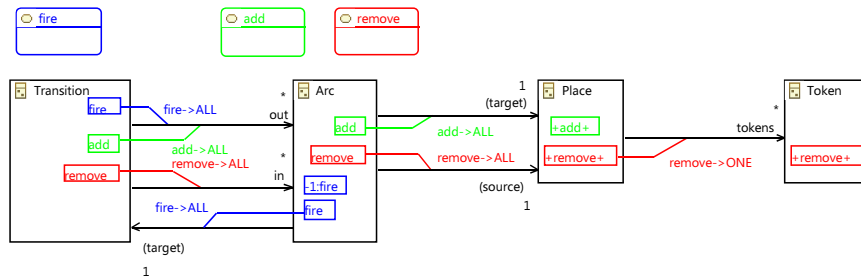 fire
add
remove
Transition
Arc
Place
Token
fire
fire->ALL
*
out
1
(target)
*
add
add->ALL
add
add->ALL
+add+
tokens
remove
remove->ALL
*
in
remove
remove->ALL
+remove+
remove->ONE
+remove+
-1:fire
(source)
fire->ALL
fire
1
(target)
1